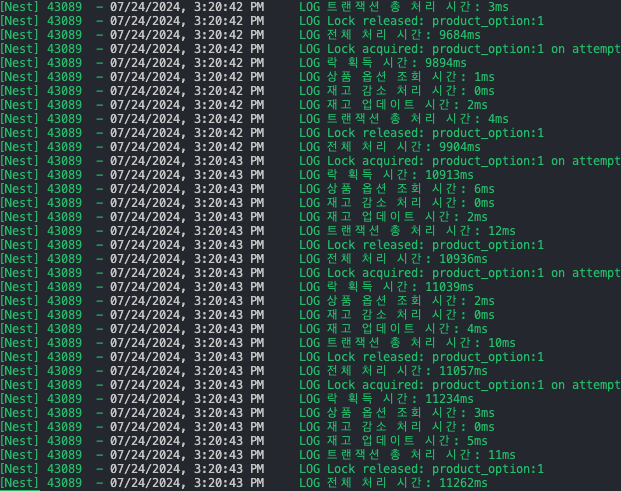 [Nest] 43089  - 07/24/2024, 3:20:42 PM     LOG 트랜잭션 총 처리 시간: 3ms
[Nest] 43089  - 07/24/2024, 3:20:42 PM     LOG Lock released: product_option:1
[Nest] 43089  - 07/24/2024, 3:20:42 PM     LOG 전체 처리 시간: 9684ms
[Nest] 43089  - 07/24/2024, 3:20:42 PM     LOG Lock acquired: product_option:1 on attempt
[Nest] 43089  - 07/24/2024, 3:20:42 PM     LOG 락 획득 시간: 9894ms
[Nest] 43089  - 07/24/2024, 3:20:42 PM     LOG 상품 옵션 조회 시간: 1ms
[Nest] 43089  - 07/24/2024, 3:20:42 PM     LOG 재고 감소 처리 시간: 0ms
[Nest] 43089  - 07/24/2024, 3:20:42 PM     LOG 재고 업데이트 시간: 2ms
[Nest] 43089  - 07/24/2024, 3:20:42 PM     LOG 트랜잭션 총 처리 시간: 4ms
[Nest] 43089  - 07/24/2024, 3:20:42 PM     LOG Lock released: product_option:1
[Nest] 43089  - 07/24/2024, 3:20:42 PM     LOG 전체 처리 시간: 9904ms
[Nest] 43089  - 07/24/2024, 3:20:43 PM     LOG Lock acquired: product_option:1 on attempt
[Nest] 43089  - 07/24/2024, 3:20:43 PM     LOG 락 획득 시간: 10913ms
[Nest] 43089  - 07/24/2024, 3:20:43 PM     LOG 상품 옵션 조회 시간: 6ms
[Nest] 43089  - 07/24/2024, 3:20:43 PM     LOG 재고 감소 처리 시간: 0ms
[Nest] 43089  - 07/24/2024, 3:20:43 PM     LOG 재고 업데이트 시간: 2ms
[Nest] 43089  - 07/24/2024, 3:20:43 PM     LOG 트랜잭션 총 처리 시간: 12ms
[Nest] 43089  - 07/24/2024, 3:20:43 PM     LOG Lock released: product_option:1
[Nest] 43089  - 07/24/2024, 3:20:43 PM     LOG 전체 처리 시간: 10936ms
[Nest] 43089  - 07/24/2024, 3:20:43 PM     LOG Lock acquired: product_option:1 on attempt
[Nest] 43089  - 07/24/2024, 3:20:43 PM     LOG 락 획득 시간: 11039ms
[Nest] 43089  - 07/24/2024, 3:20:43 PM     LOG 상품 옵션 조회 시간: 2ms
[Nest] 43089  - 07/24/2024, 3:20:43 PM     LOG 재고 감소 처리 시간: 0ms
[Nest] 43089  - 07/24/2024, 3:20:43 PM     LOG 재고 업데이트 시간: 4ms
[Nest] 43089  - 07/24/2024, 3:20:43 PM     LOG 트랜잭션 총 처리 시간: 10ms
[Nest] 43089  - 07/24/2024, 3:20:43 PM     LOG Lock released: product_option:1
[Nest] 43089  - 07/24/2024, 3:20:43 PM     LOG 전체 처리 시간: 11057ms
[Nest] 43089  - 07/24/2024, 3:20:43 PM     LOG Lock acquired: product_option:1 on attempt
[Nest] 43089  - 07/24/2024, 3:20:43 PM     LOG 락 획득 시간: 11234ms
[Nest] 43089  - 07/24/2024, 3:20:43 PM     LOG 상품 옵션 조회 시간: 3ms
[Nest] 43089  - 07/24/2024, 3:20:43 PM     LOG 재고 감소 처리 시간: 0ms
[Nest] 43089  - 07/24/2024, 3:20:43 PM     LOG 재고 업데이트 시간: 5ms
[Nest] 43089  - 07/24/2024, 3:20:43 PM     LOG 트랜잭션 총 처리 시간: 11ms
[Nest] 43089  - 07/24/2024, 3:20:43 PM     LOG Lock released: product_option:1
[Nest] 43089  - 07/24/2024, 3:20:43 PM     LOG 전체 처리 시간: 11262ms